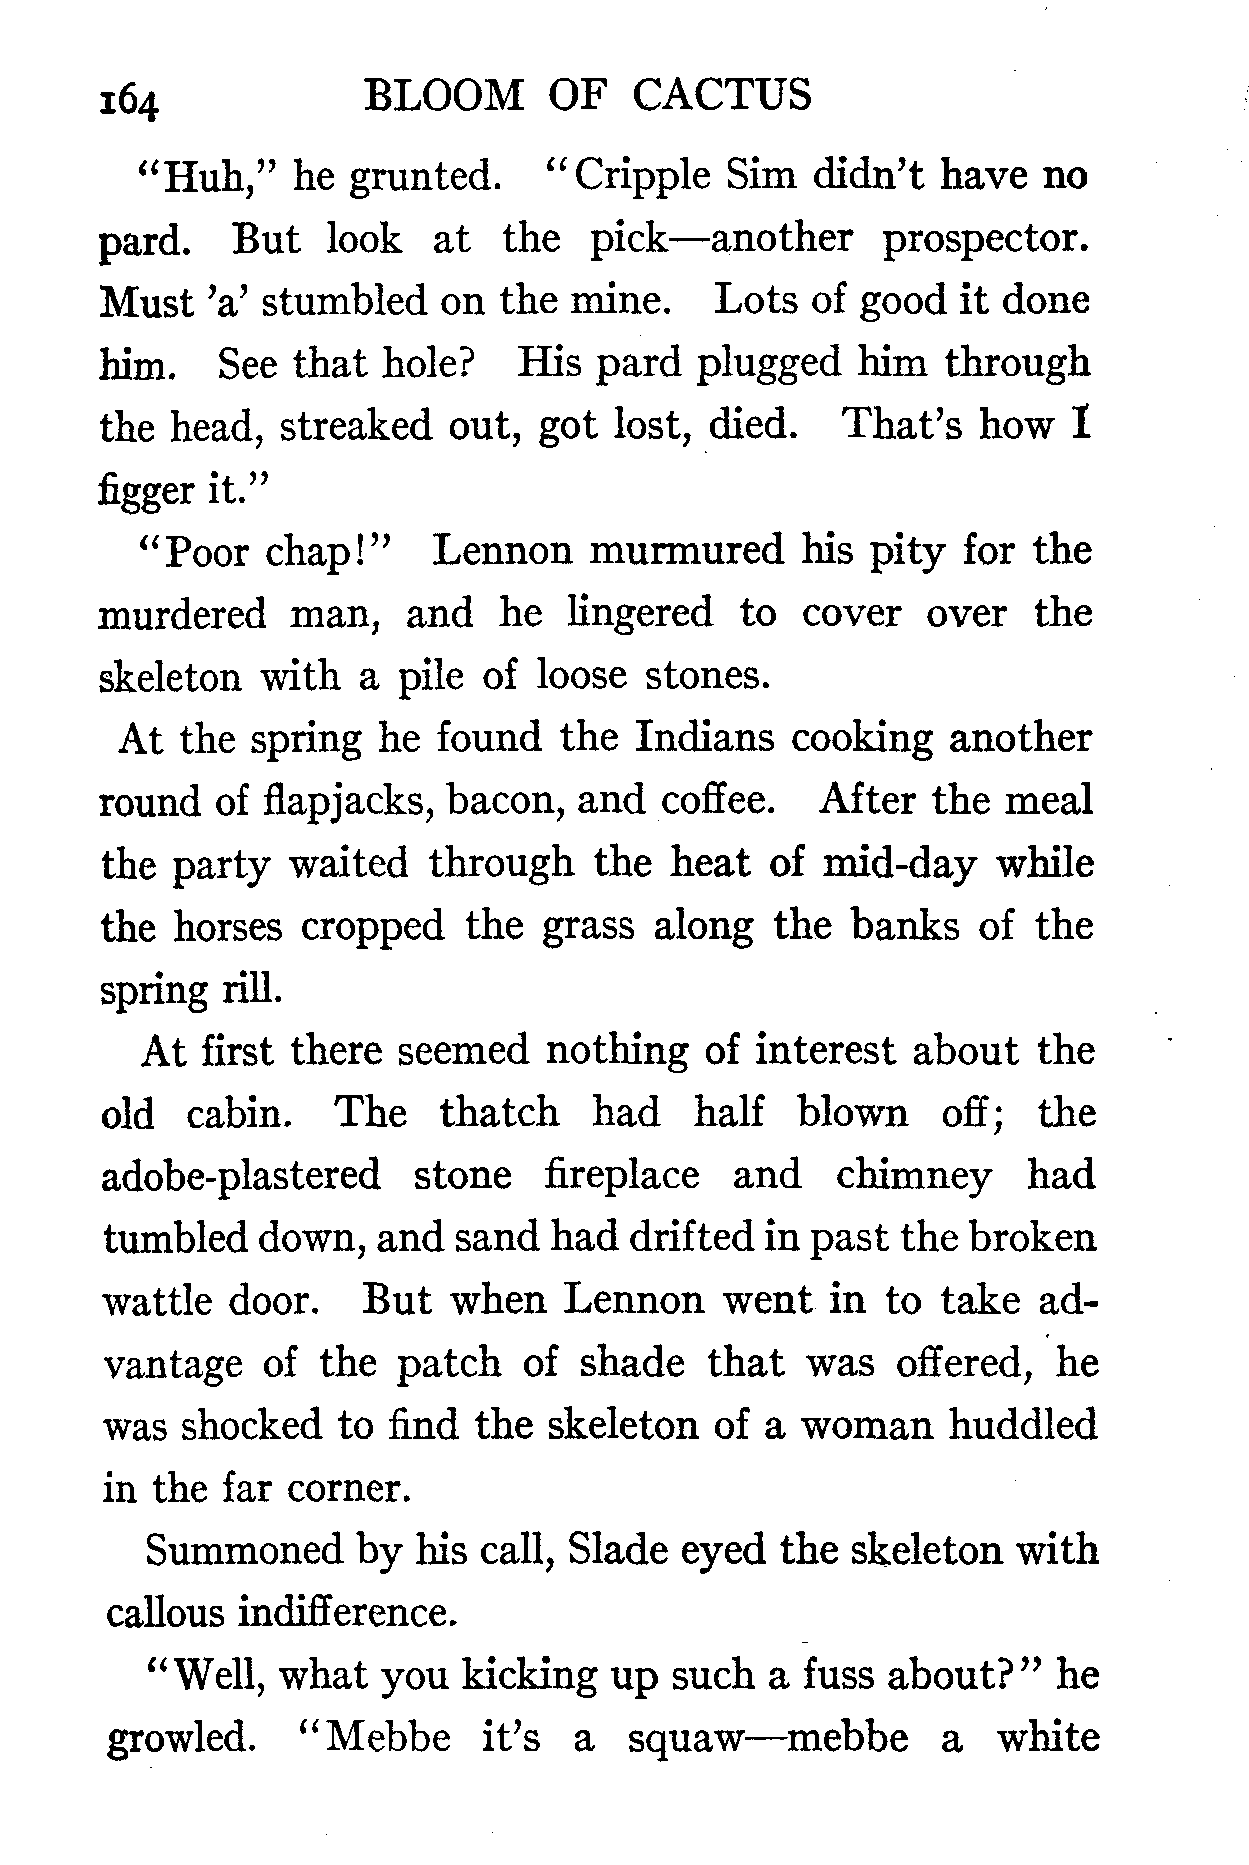 164 BLOOM OF CACTUS
"Huh," he grunted. "Cripple Sim didn't have no
pard. But look at the pick—another prospector.
Must 'a' stumbled on the mine. Lots of good it done
him. See that hole? His pard plugged him through
the head, streaked out, got lost, died. That's how I
figger it."
"Poor chap!" Lennon murmured his pity for the
murdered man, and he lingered to cover over the
skeleton with a pile of loose stones.
At the spring he found the Indians cooking another
round of flapjacks, bacon, and coffee. After the meal
the party waited through the heat of mid-day while
the horses cropped the grass along the banks of the
spring rill.
At first there seemed nothing of interest about the
old cabin. The thatch had half blown off; the
adobe-plastered stone fireplace and chimney had
tumbled down, and sand had drifted in past the broken
wattle door. But when Lennon went in to take ad-
vantage of the patch of shade that was offered, he
was shocked to find the skeleton of a woman huddled
in the far corner.
Summoned by his call, Slade eyed the skeleton with
callous indifference.
"Well, what you kicking up such a fuss about?" he
growled. "Mebbe it's a squaw—mebbe a white